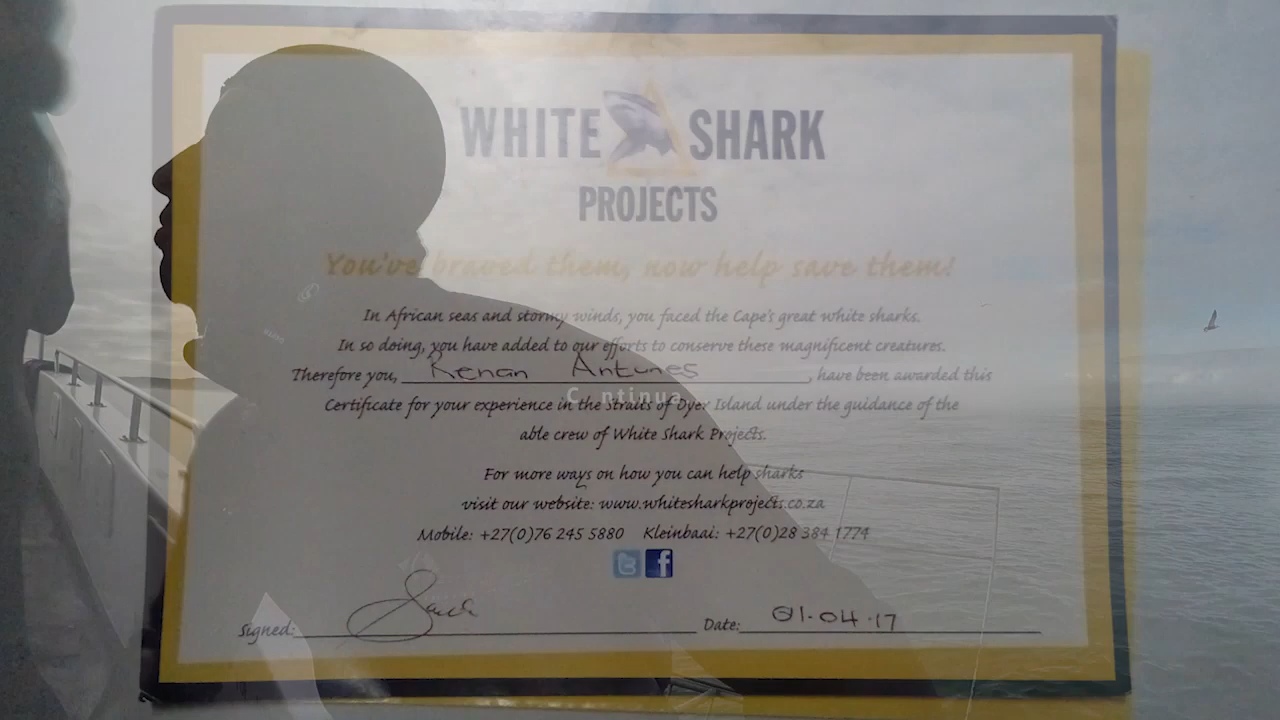 WHITE SHARK
PROJECTS
You've braved them, now help save them!
In African seas and stormy winds, you faced the Cape's great white sharks.
In so doing, you have added to our efforts to conserve these magnificent creatures.
Therefore you, Renan Antunes, have been awarded this
C ntinua
Certificate for your experience in the Straits of Dyer Island under the guidance of the
able crew of White Shark Projects.
For more ways on how you can help sharks
visit our website: www.whitesharkprojects.co.za
Mobile: +27(0)76 245 5880 Kleinbaai: +27(0)28 384 1774
Signed: Date: 01.04.17